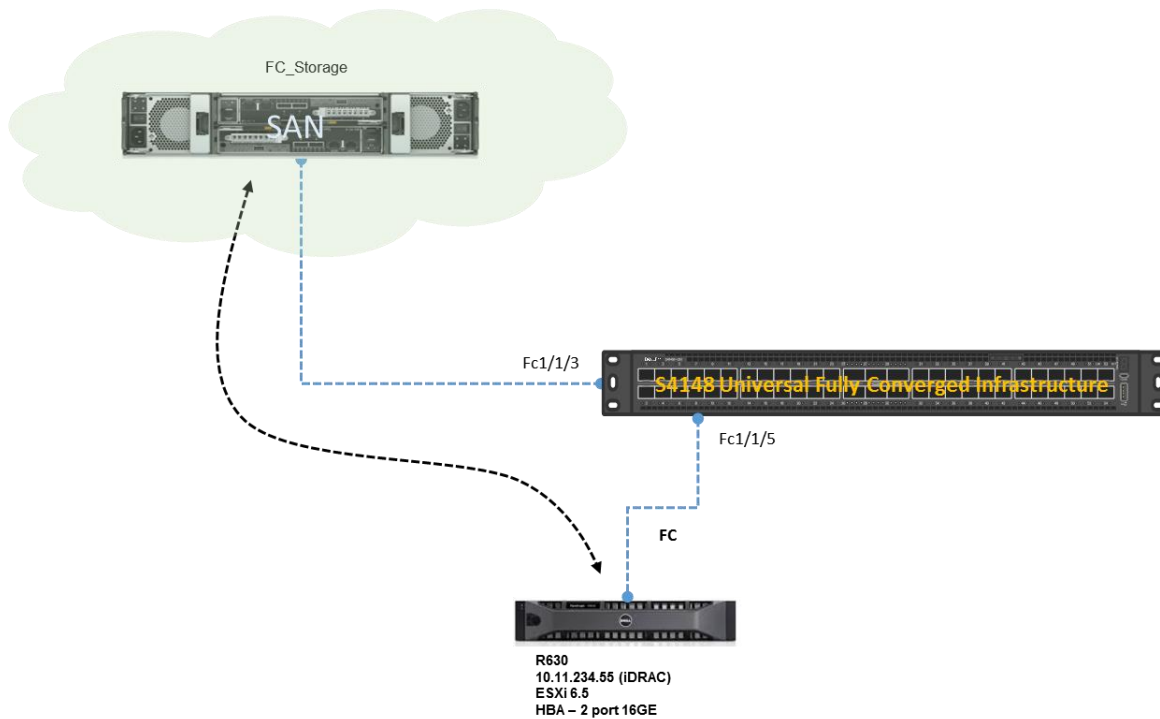 FC_Storage
SAN
Fc1/1/3
S4148 Universal Fully Converged Infrastructure
Fc1/1/5
FC
R630
10.11.234.55 (iDRAC)
ESXi 6.5
HBA – 2 port 16GE